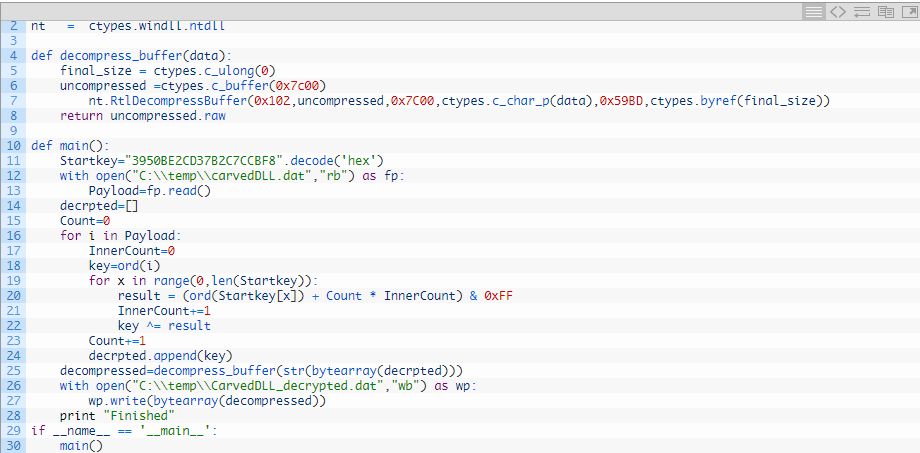 2 nt   =  ctypes.windll.ntdll
3
4 def decompress_buffer(data):
5     final_size = ctypes.c_ulong(0)
6     uncompressed =ctypes.c_buffer(0x7c00)
7         nt.RtlDecompressBuffer(0x102,uncompressed,0x7C00,ctypes.c_char_p(data),0x59BD,ctypes.byref(final_size))
8     return uncompressed.raw
9
10 def main():
11     Startkey="3950BE2CD37B2C7CCBF8".decode('hex')
12     with open("C:\\temp\\carvedDLL.dat","rb") as fp:
13         Payload=fp.read()
14     decrpted=[]
15     Count=0
16     for i in Payload:
17         InnerCount=0
18         key=ord(i)
19         for x in range(0,len(Startkey)):
20             result = (ord(Startkey[x]) + Count * InnerCount) & 0xFF
21             InnerCount+=1
22             key ^= result
23         Count+=1
24         decrpted.append(key)
25     decompressed=decompress_buffer(str(bytearray(decrpted)))
26     with open("C:\\temp\\CarvedDLL_decrypted.dat","wb") as wp:
27         wp.write(bytearray(decompressed))
28     print "Finished"
29 if __name__ == '__main__':
30     main()